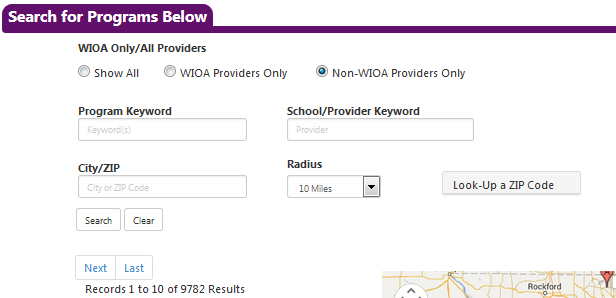 Search for Programs Below
WIOA Only/All Providers
Show All WIOA Providers Only Non-WIOA Providers Only
Program Keyword School/Provider Keyword
Keyword(s) Provider
City/ZIP Radius
City or ZIP Code 10 Miles Look-Up a ZIP Code
Search Clear
Next Last
Records 1 to 10 of 9782 Results
Rockford